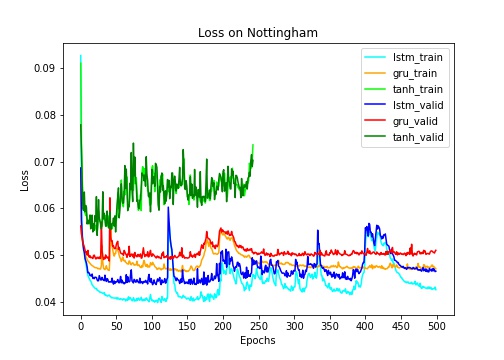 Loss on Nottingham
lstm_train
gru_train
tanh_train
lstm_valid
gru_valid
tanh_valid
0.09
0.08
0.07
0.06
0.05
0.04
Loss
0 50 100 150 200 250 300 350 400 450 500
Epochs